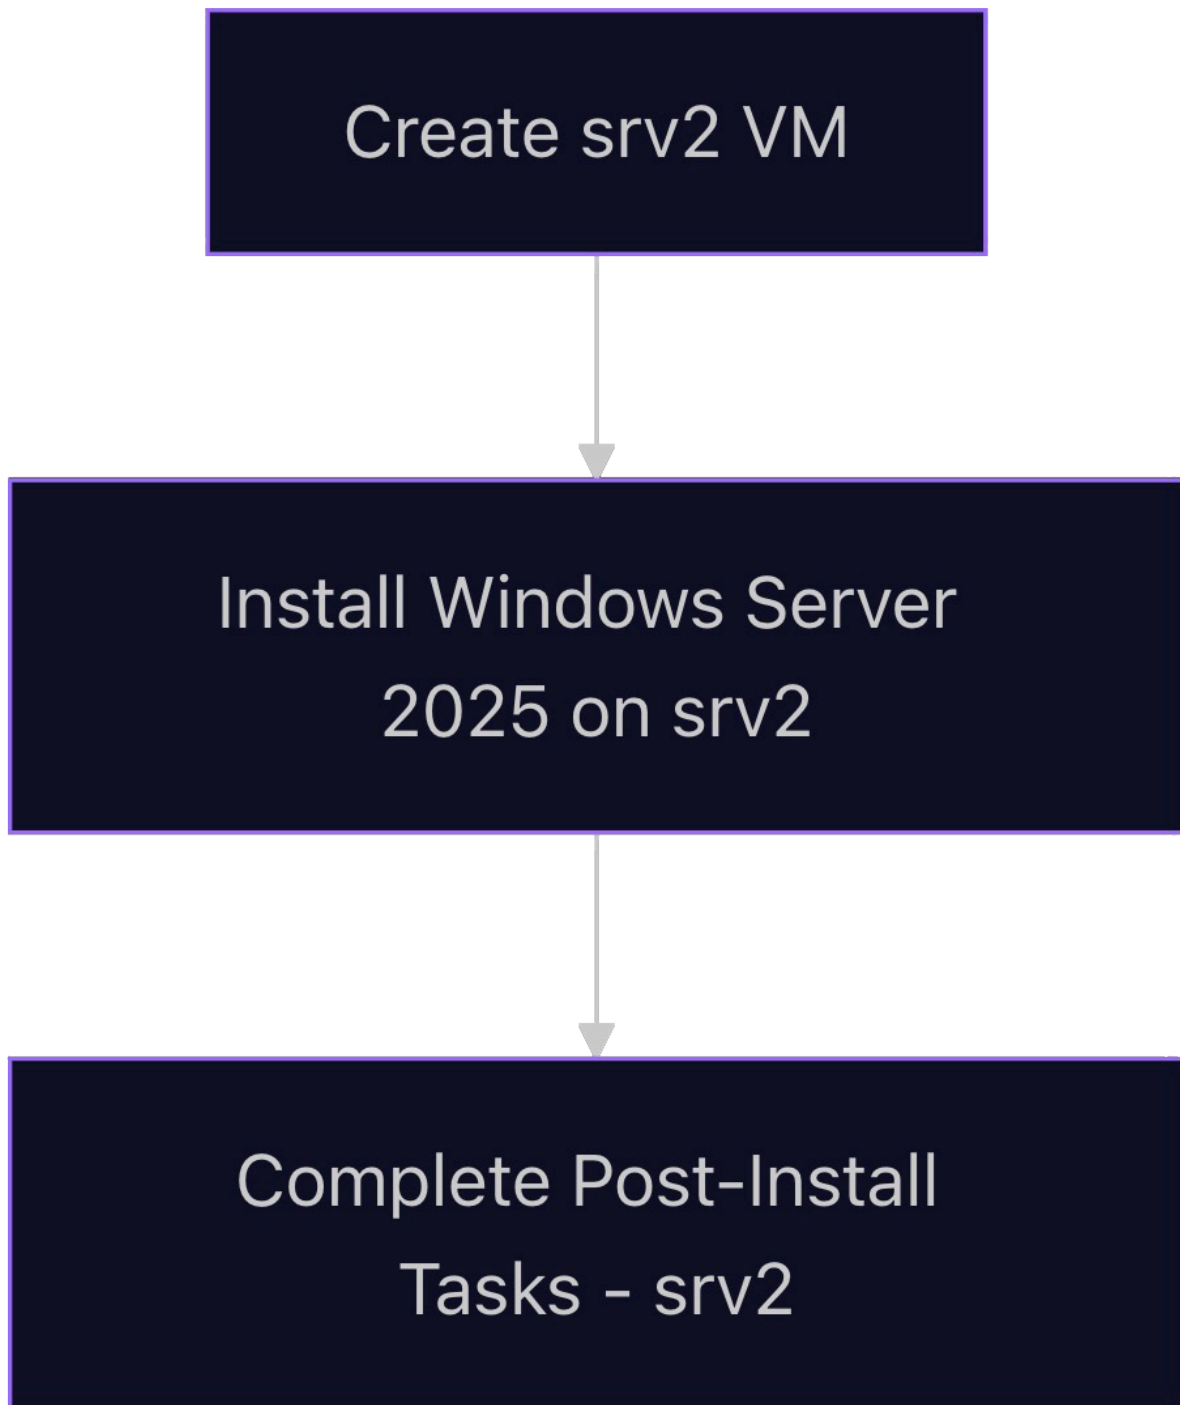 Create srv2 VM
Install Windows Server
2025 on srv2
Complete Post-Install
Tasks - srv2